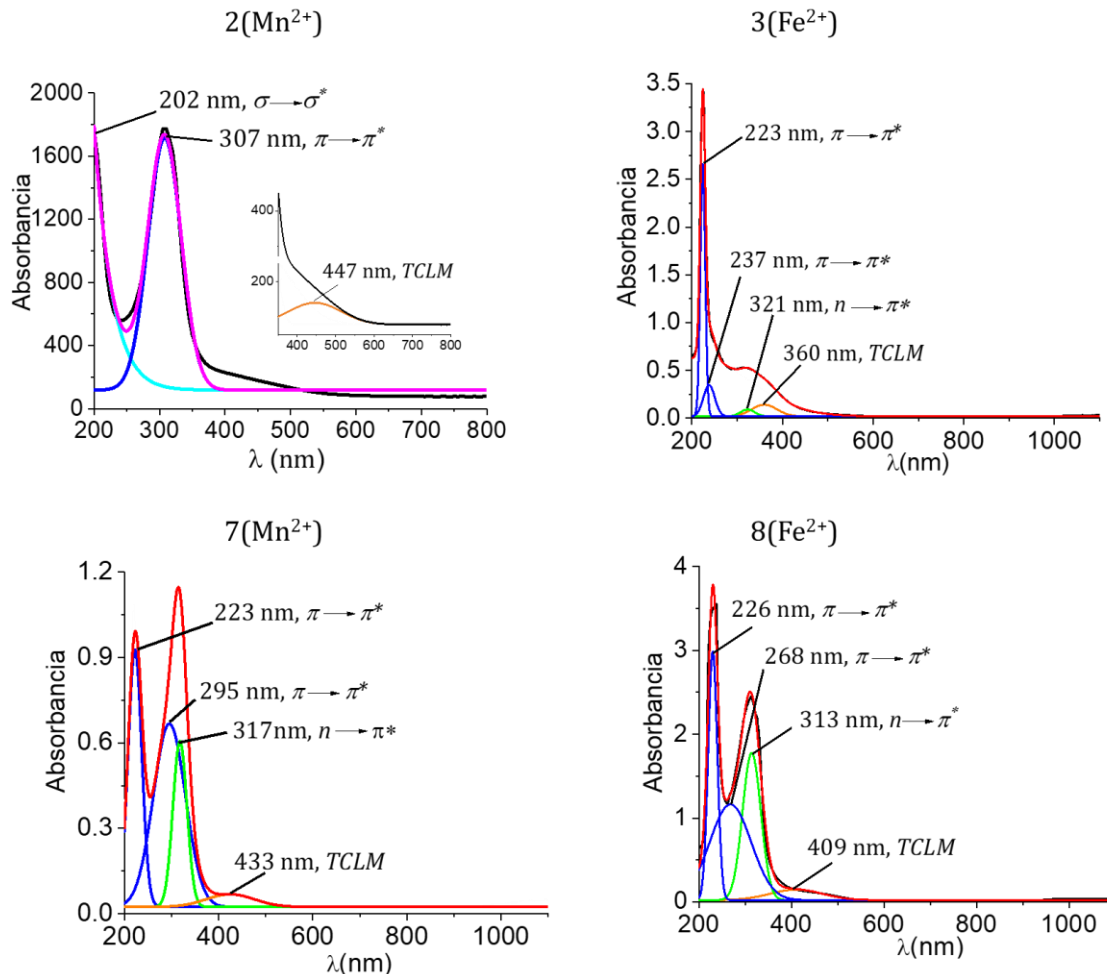 2(Mn²⁺)
Absorbancia
2000
1600
1200
800
400
0
202 nm, σ→σ*
307 nm, π→π*
400
200
447 nm, TCLM
400 500 600 700 800
200 300 400 500 600 700 800
λ (nm)
3(Fe²⁺)
Absorbancia
3.5
3.0
2.5
2.0
1.5
1.0
0.5
0.0
223 nm, π→π*
237 nm, π→π*
321 nm, n→π*
360 nm, TCLM
200 400 600 800 1000
λ(nm)
7(Mn²⁺)
Absorbancia
1.2
0.9
0.6
0.3
0.0
223 nm, π→π*
295 nm, π→π*
317nm, n→π*
433 nm, TCLM
200 400 600 800 1000
λ(nm)
8(Fe²⁺)
Absorbancia
4
3
2
1
0
226 nm, π→π*
268 nm, π→π*
313 nm, n→π*
409 nm, TCLM
200 400 600 800 1000
λ(nm)